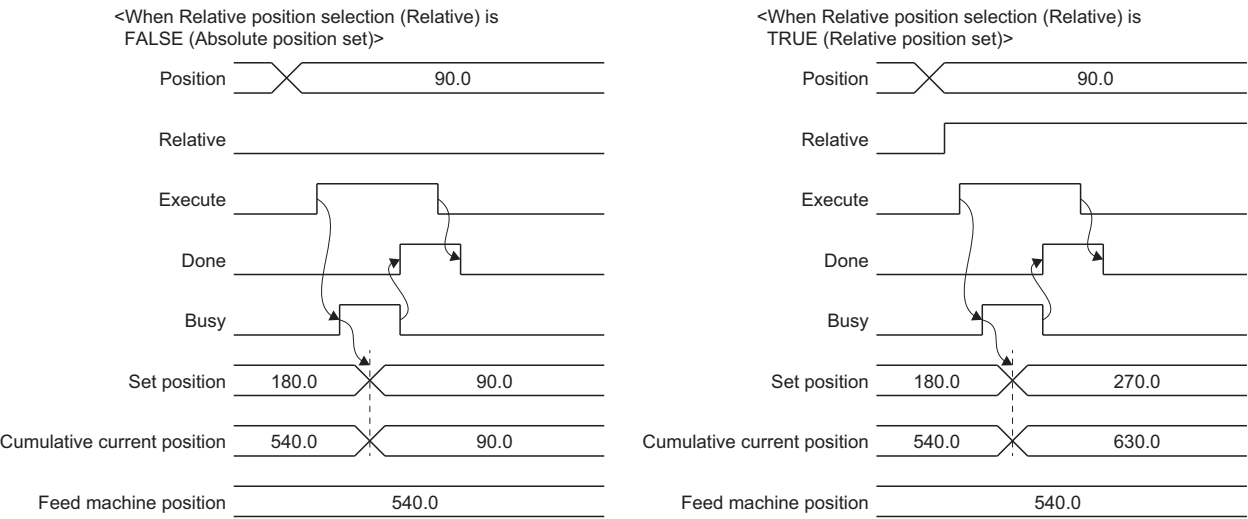 <When Relative position selection (Relative) is
FALSE (Absolute position set)>
Position
90.0
Relative
Execute
Done
Busy
Set position
180.0
90.0
Cumulative current position
540.0
90.0
Feed machine position
540.0
<When Relative position selection (Relative) is
TRUE (Relative position set)>
Position
90.0
Relative
Execute
Done
Busy
Set position
180.0
270.0
Cumulative current position
540.0
630.0
Feed machine position
540.0